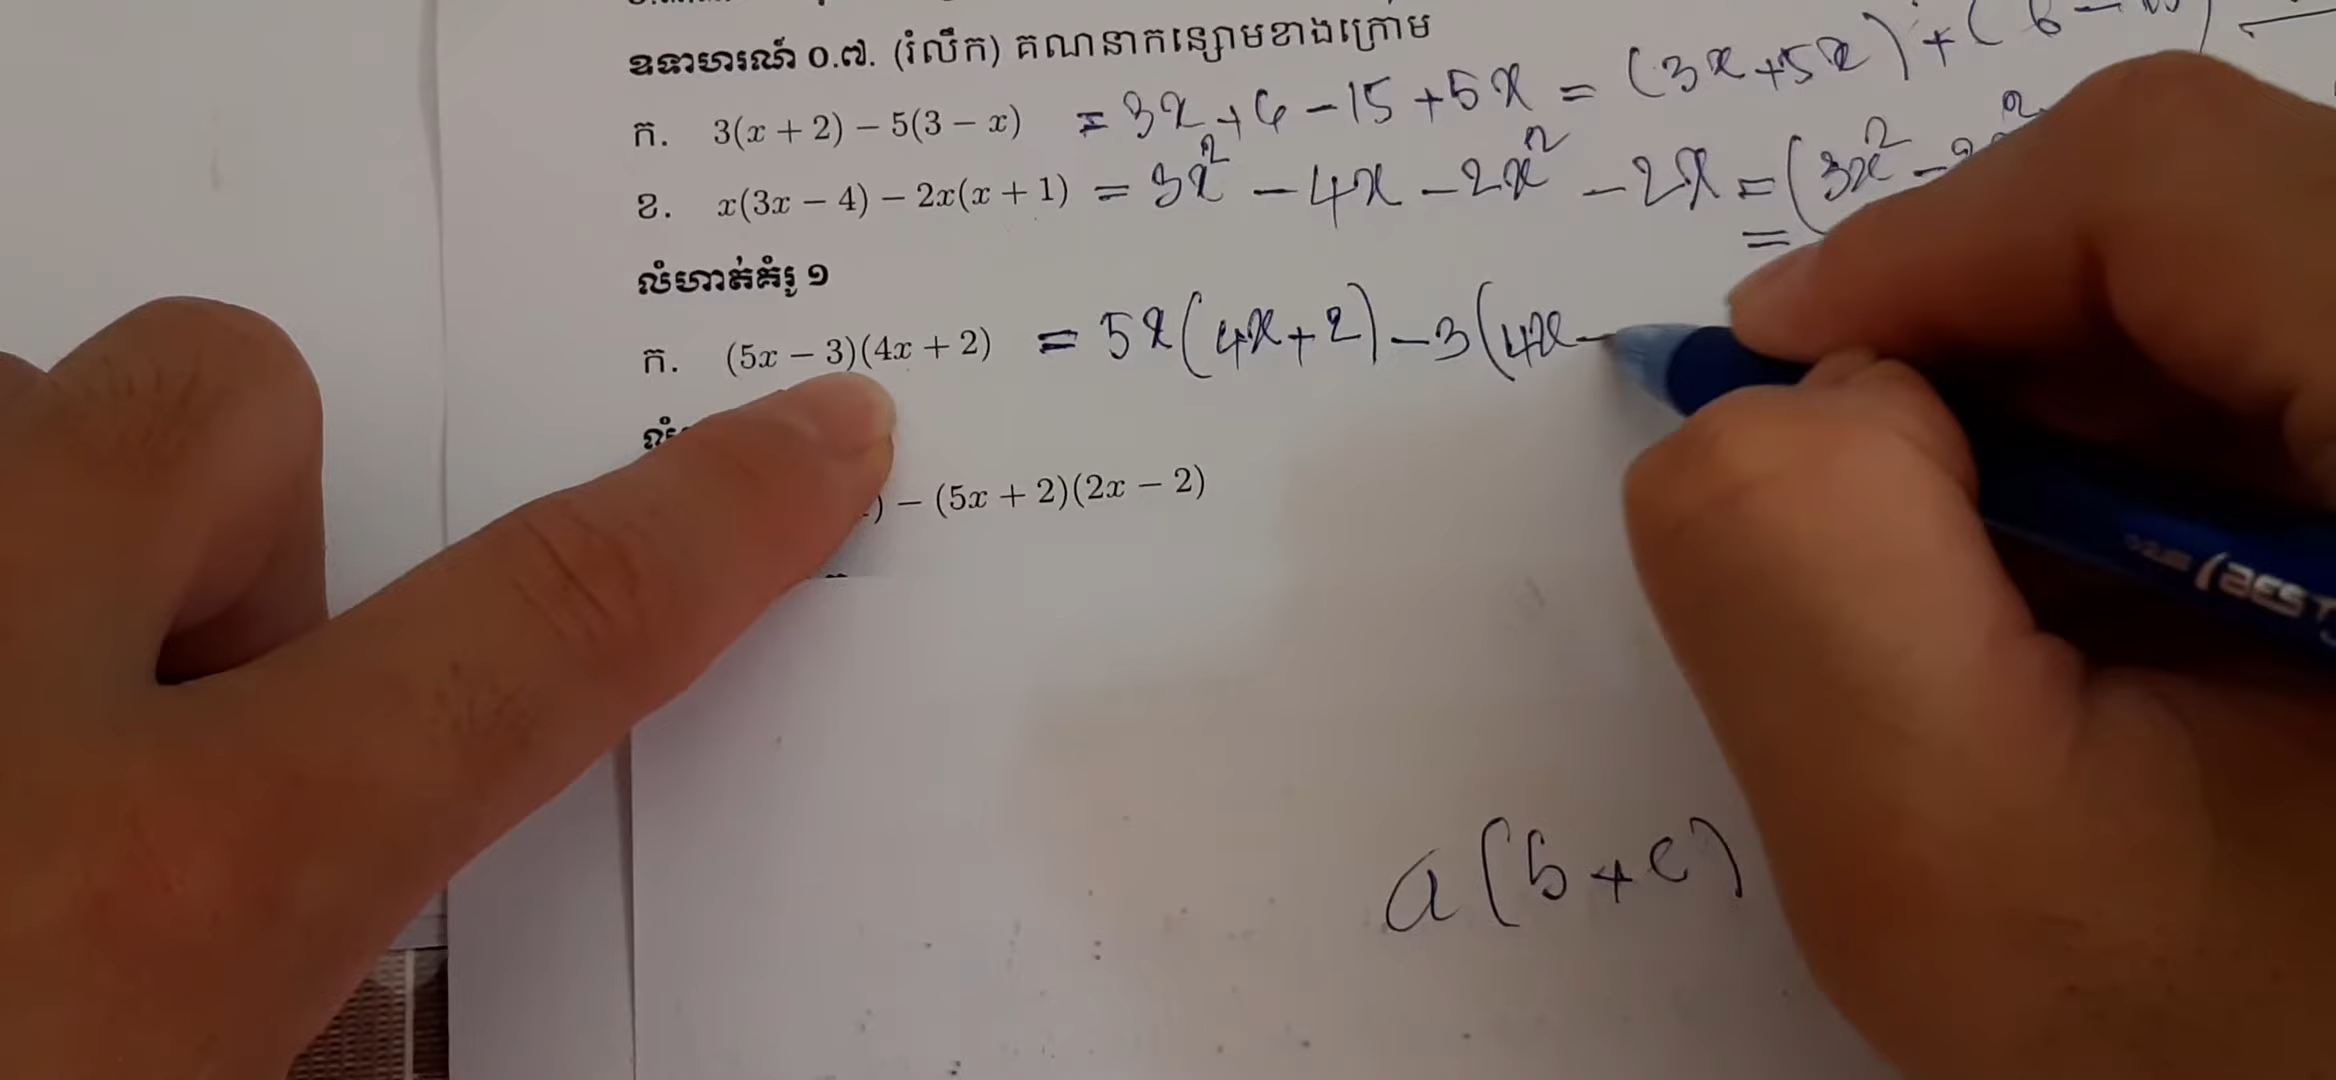 ឧទាហរណ៍ ០.៧. (រំលឹក) គណនាកន្សោមខាងក្រោម
ក. 3(x + 2) − 5(3 − x) = 3x + 6 − 15 + 5x = (3x + 5x) + (6 −
ខ. x(3x − 4) − 2x(x + 1) = 3x² − 4x − 2x² − 2x = (3x² − 2x²
=
លំហាត់គំរូ ១
ក. (5x − 3)(4x + 2) = 5x(4x + 2) − 3(4x −
) − (5x + 2)(2x − 2)
a(b + c)